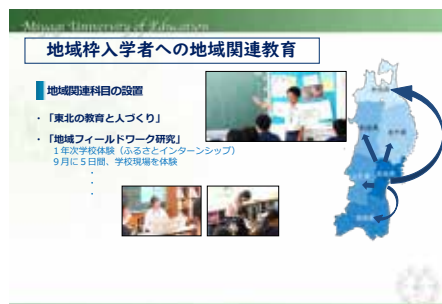 Miyagi University of Education
地域枠入学者への地域関連教育
地域関連科目の設置
・「東北の教育と人づくり」
・「地域フィールドワーク研究」
１年次学校体験（ふるさとインターンシップ）
９月に５日間、学校現場を体験
・
・
・